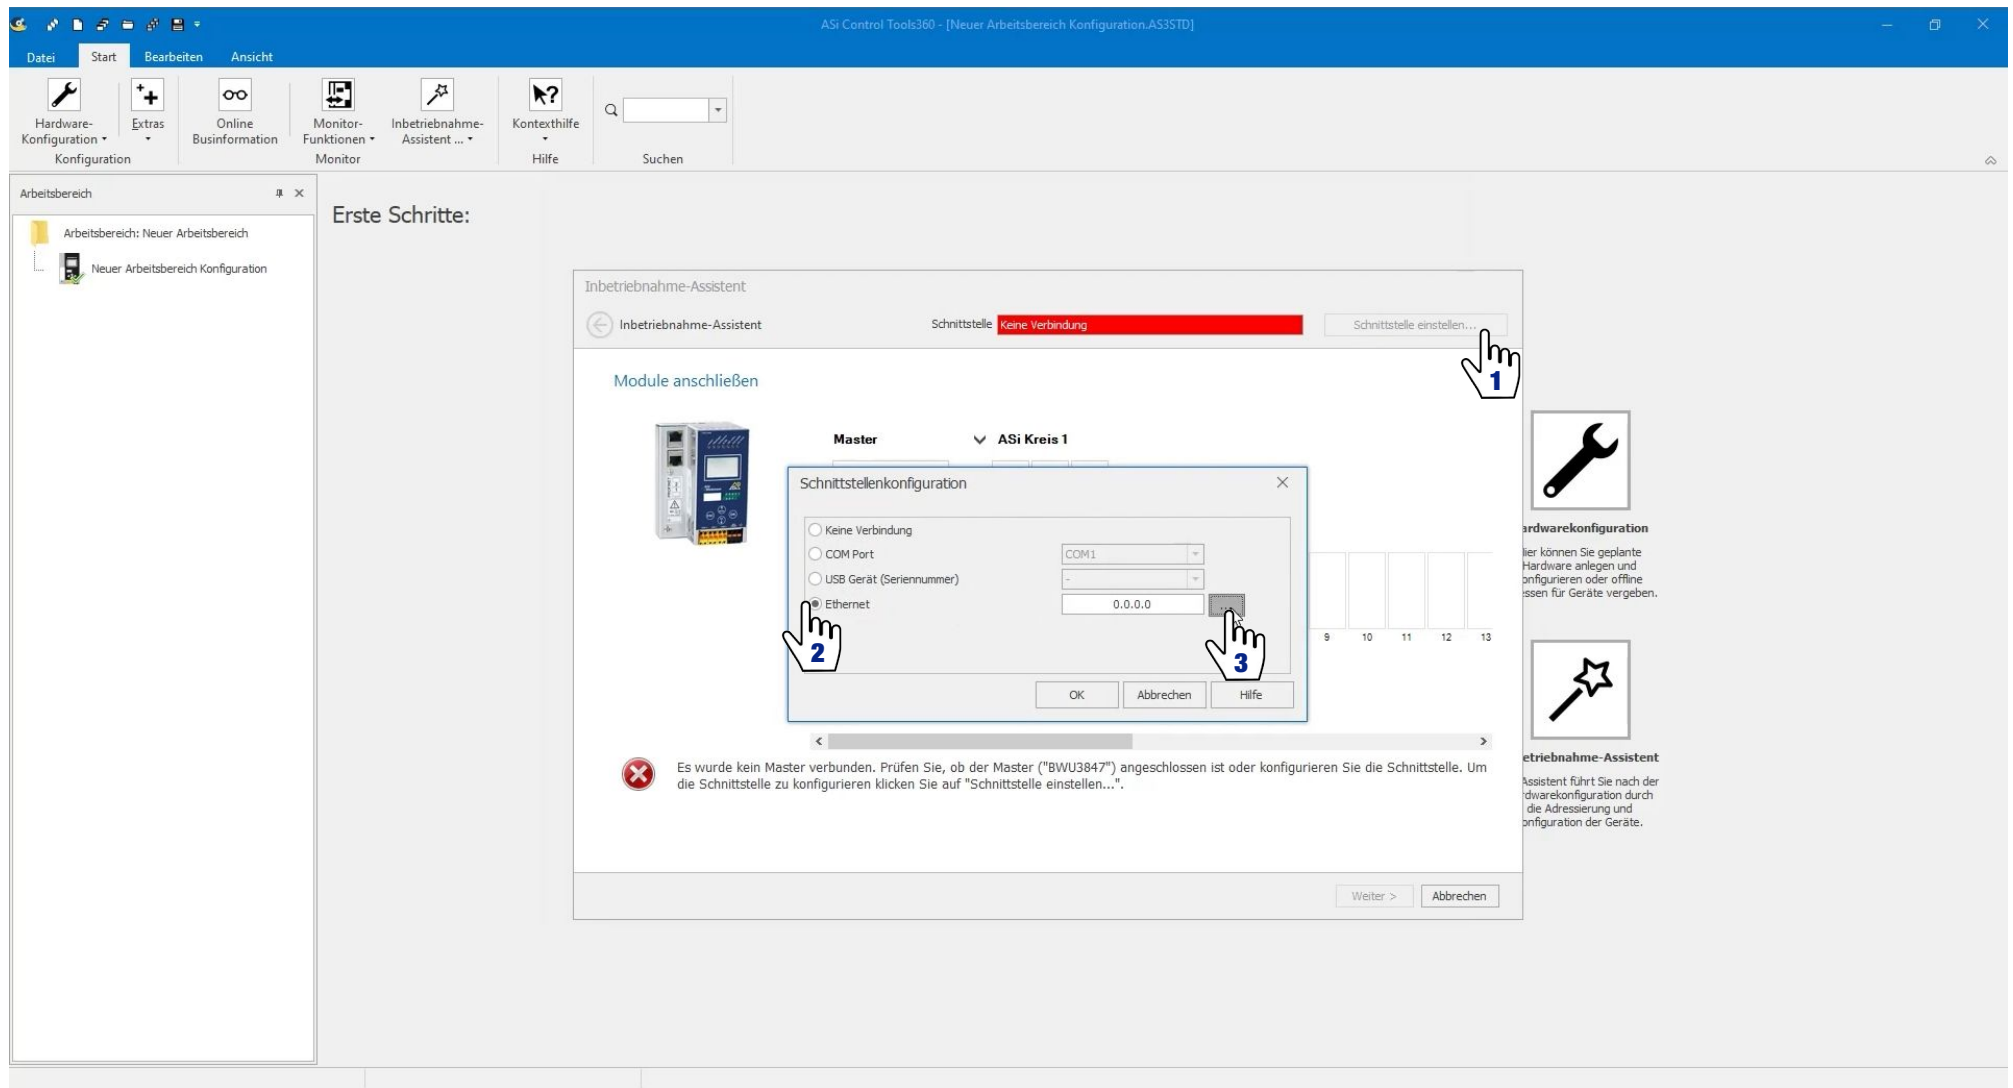 ASi Control Tools360 - [Neuer Arbeitsbereich Konfiguration.AS3STD]
Datei Start Bearbeiten Ansicht
Hardware-
Konfiguration
Extras
Online
Businformation
Monitor-
Funktionen
Inbetriebnahme-
Assistent ...
Kontexthilfe
Konfiguration Monitor Hilfe Suchen
Arbeitsbereich
Arbeitsbereich: Neuer Arbeitsbereich
Neuer Arbeitsbereich Konfiguration
Erste Schritte:
Inbetriebnahme-Assistent
Inbetriebnahme-Assistent Schnittstelle Keine Verbindung Schnittstelle einstellen...
1
Module anschließen
Master ASi Kreis 1
Schnittstellenkonfiguration
Keine Verbindung
COM Port COM1
USB Gerät (Seriennummer) -
Ethernet 0.0.0.0 ...
2
3
OK Abbrechen Hilfe
9 10 11 12 13
Es wurde kein Master verbunden. Prüfen Sie, ob der Master ("BWU3847") angeschlossen ist oder konfigurieren Sie die Schnittstelle. Um
die Schnittstelle zu konfigurieren klicken Sie auf "Schnittstelle einstellen...".
Weiter > Abbrechen
ardwarekonfiguration
ier können Sie geplante
Hardware anlegen und
onfigurieren oder offline
essen für Geräte vergeben.
etriebnahme-Assistent
Assistent führt Sie nach der
dwarekonfiguration durch
die Adressierung und
onfiguration der Geräte.